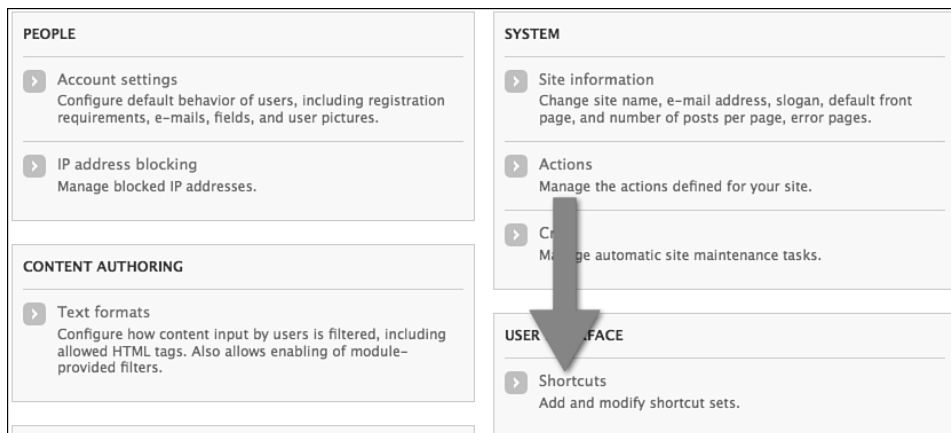 PEOPLE
Account settings
Configure default behavior of users, including registration
requirements, e-mails, fields, and user pictures.
IP address blocking
Manage blocked IP addresses.
CONTENT AUTHORING
Text formats
Configure how content input by users is filtered, including
allowed HTML tags. Also allows enabling of module-
provided filters.
SYSTEM
Site information
Change site name, e-mail address, slogan, default front
page, and number of posts per page, error pages.
Actions
Manage the actions defined for your site.
automatic site maintenance tasks.
USER
Shortcuts
Add and modify shortcut sets.